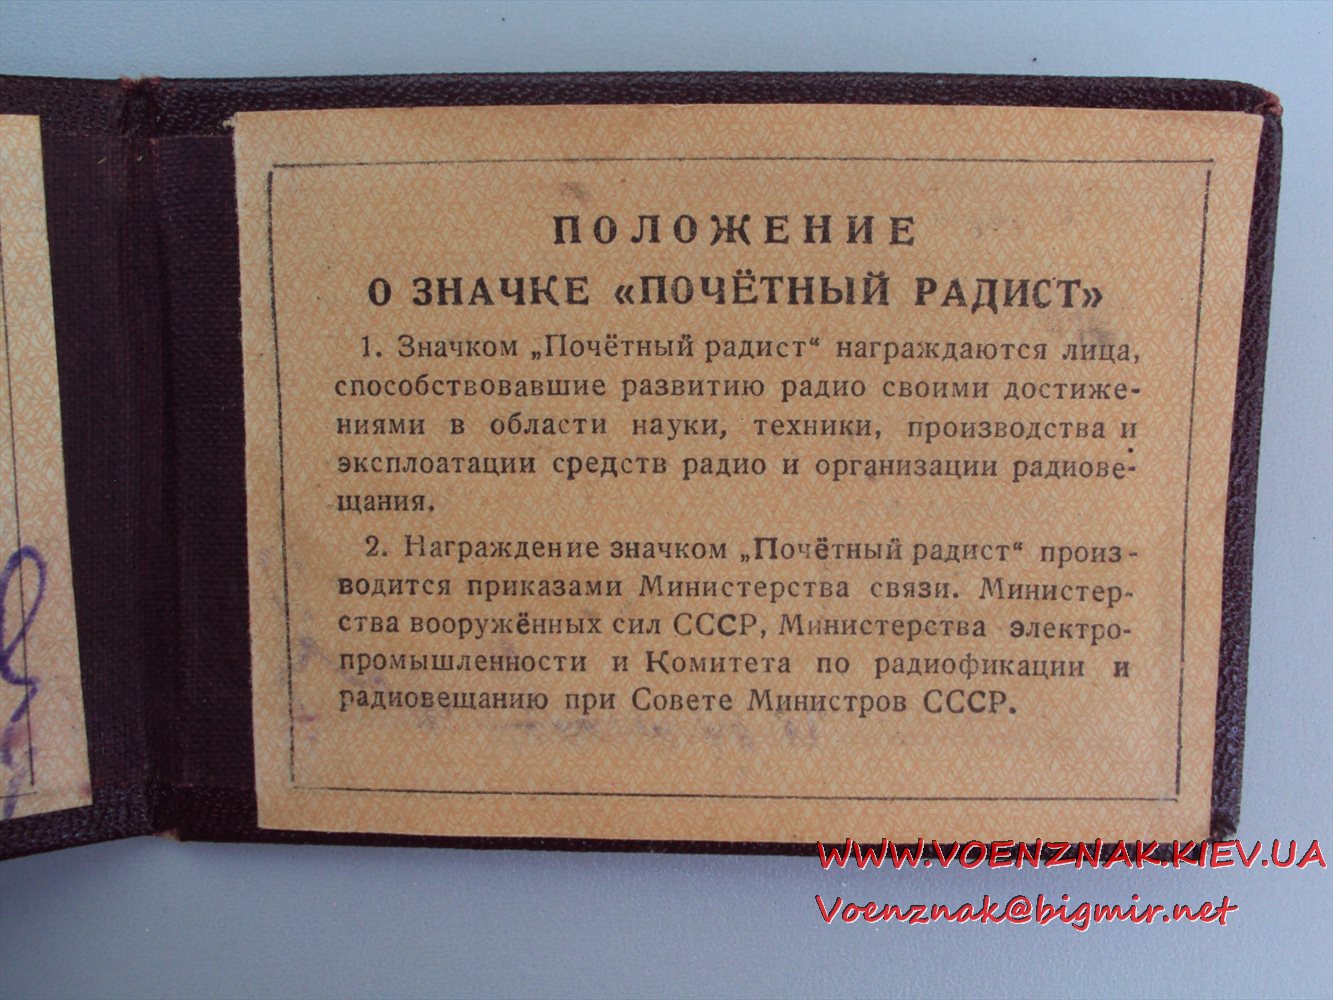 ПОЛОЖЕНИЕ
О ЗНАЧКЕ «ПОЧЁТНЫЙ РАДИСТ»
1. Значком „Почётный радист“ награждаются лица,
способствовавшие развитию радио своими достиже-
ниями в области науки, техники, производства и
эксплоатации средств радио и организации радиове-
щания.
2. Награждение значком „Почётный радист“ произ-
водится приказами Министерства связи. Министер-
ства вооружённых сил СССР, Министерства электро-
промышленности и Комитета по радиофикации и
радиовещанию при Совете Министров СССР.
WWW.VOENZNAK.KIEV.UA
Voenznak@bigmir.net